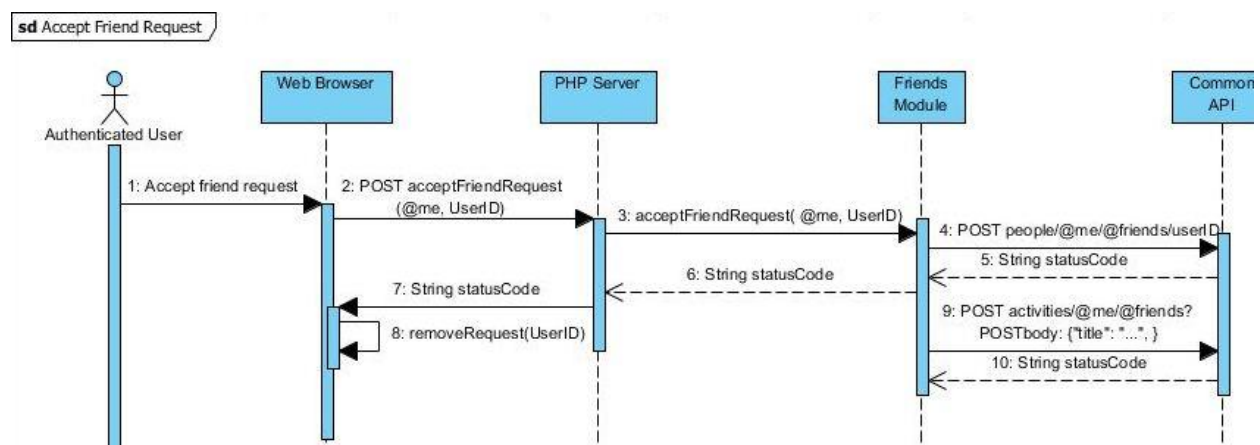 sd Accept Friend Request
Web Browser
PHP Server
Friends
Module
Common
API
Authenticated User
1: Accept friend request
2: POST acceptFriendRequest
(@me, UserID)
3: acceptFriendRequest( @me, UserID)
4: POST people/@me/@friends/userID
5: String statusCode
6: String statusCode
7: String statusCode
8: removeRequest(UserID)
9: POST activities/@me/@friends?
POSTbody: {"title": "...", }
10: String statusCode